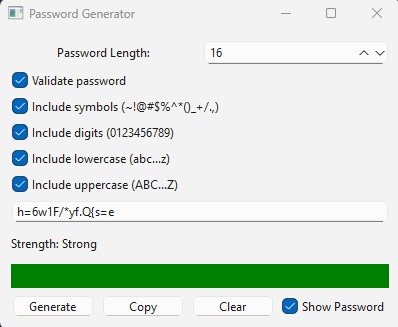 Password Generator
Password Length: 16
Validate password
Include symbols (~!@#$%^*()_+/.,)
Include digits (0123456789)
Include lowercase (abc...z)
Include uppercase (ABC...Z)
h=6w1F/*yf.Q{s=e
Strength: Strong
Generate Copy Clear Show Password